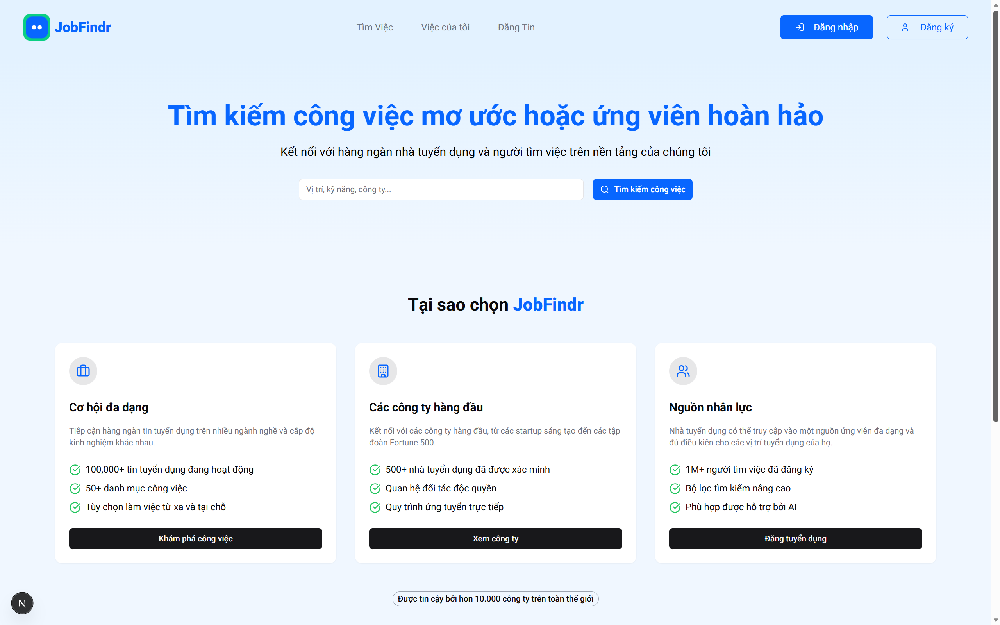 JobFindr
Tìm Việc
Việc của tôi
Đăng Tin
Đăng nhập
Đăng ký
Tìm kiếm công việc mơ ước hoặc ứng viên hoàn hảo
Kết nối với hàng ngàn nhà tuyển dụng và người tìm việc trên nền tảng của chúng tôi
Vị trí, kỹ năng, công ty...
Tìm kiếm công việc
Tại sao chọn JobFindr
Cơ hội đa dạng
Tiếp cận hàng ngàn tin tuyển dụng trên nhiều ngành nghề và cấp độ
kinh nghiệm khác nhau.
100,000+ tin tuyển dụng đang hoạt động
50+ danh mục công việc
Tùy chọn làm việc từ xa và tại chỗ
Khám phá công việc
Các công ty hàng đầu
Kết nối với các công ty hàng đầu, từ các startup sáng tạo đến các tập
đoàn Fortune 500.
500+ nhà tuyển dụng đã được xác minh
Quan hệ đối tác độc quyền
Quy trình ứng tuyển trực tiếp
Xem công ty
Nguồn nhân lực
Nhà tuyển dụng có thể truy cập vào một nguồn ứng viên đa dạng và
đủ điều kiện cho các vị trí tuyển dụng của họ.
1M+ người tìm việc đã đăng ký
Bộ lọc tìm kiếm nâng cao
Phù hợp được hỗ trợ bởi AI
Đăng tuyển dụng
Được tin cậy bởi hơn 10.000 công ty trên toàn thế giới
N